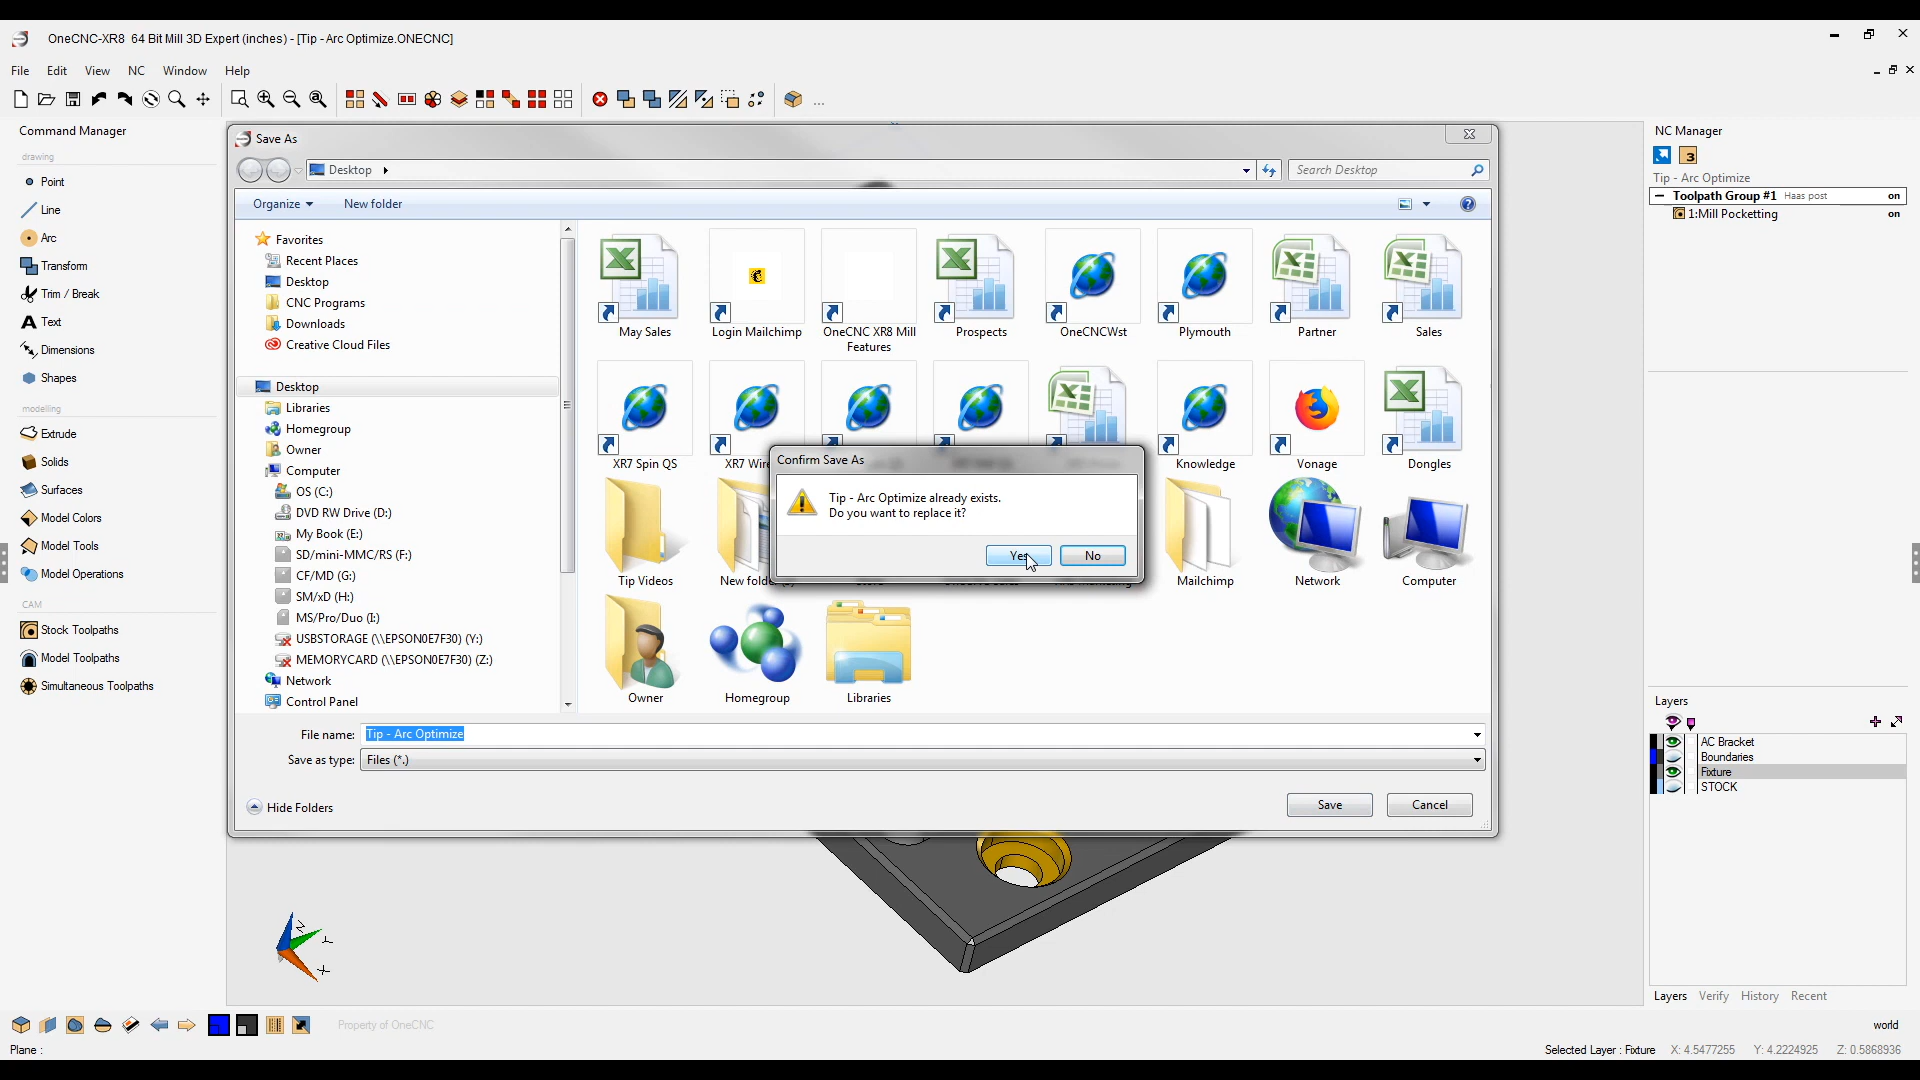 OneCNC-XR8 64 Bit Mill 3D Expert (inches) - [Tip - Arc Optimize.ONECNC]
File Edit View NC Window Help
Command Manager
drawing
Point
Line
Arc
Transform
Trim / Break
Text
Dimensions
Shapes
modelling
Extrude
Solids
Surfaces
Model Colors
Model Tools
Model Operations
CAM
Stock Toolpaths
Model Toolpaths
Simultaneous Toolpaths
Save As
Desktop
Search Desktop
Organize New folder
Favorites
Recent Places
Desktop
CNC Programs
Downloads
Creative Cloud Files
Desktop
Libraries
Homegroup
Owner
Computer
OS (C:)
DVD RW Drive (D:)
My Book (E:)
SD/mini-MMC/RS (F:)
CF/MD (G:)
SM/xD (H:)
MS/Pro/Duo (I:)
USBSTORAGE (\\EPSON0E7F30) (Y:)
MEMORYCARD (\\EPSON0E7F30) (Z:)
Network
Control Panel
May Sales Login Mailchimp OneCNC XR8 Mill Features Prospects OneCNCWst Plymouth Partner Sales
XR7 Spin QS XR7 Wire Knowledge Vonage Dongles
Tip Videos New folder Mailchimp Network Computer
Owner Homegroup Libraries
Confirm Save As
Tip - Arc Optimize already exists.
Do you want to replace it?
Yes No
File name: Tip - Arc Optimize
Save as type: Files (*.)
Hide Folders Save Cancel
NC Manager
3
Tip - Arc Optimize
Toolpath Group #1 Haas post on
1:Mill Pocketting on
Layers
AC Bracket
Boundaries
Fixture
STOCK
Layers Verify History Recent
Z
Property of OneCNC
world
Plane :
Selected Layer : Fixture X: 4.5477255 Y: 4.2224925 Z: 0.5868936